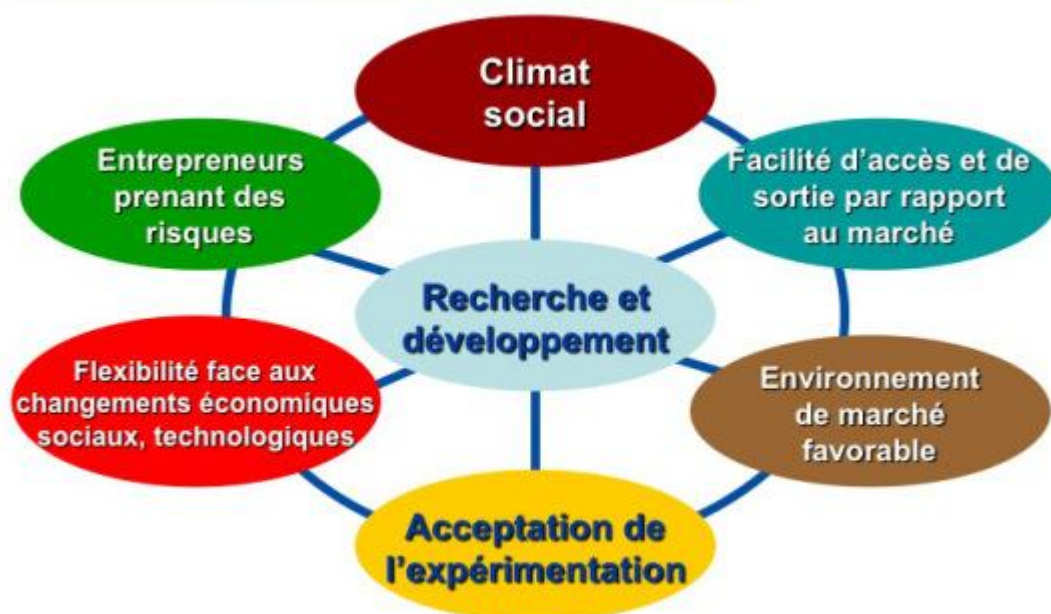 Climat
social
Entrepreneurs
prenant des
risques
Facilité d'accès et de
sortie par rapport
au marché
Recherche et
développement
Flexibilité face aux
changements économiques
sociaux, technologiques
Environnement
de marché
favorable
Acceptation de
l'expérimentation